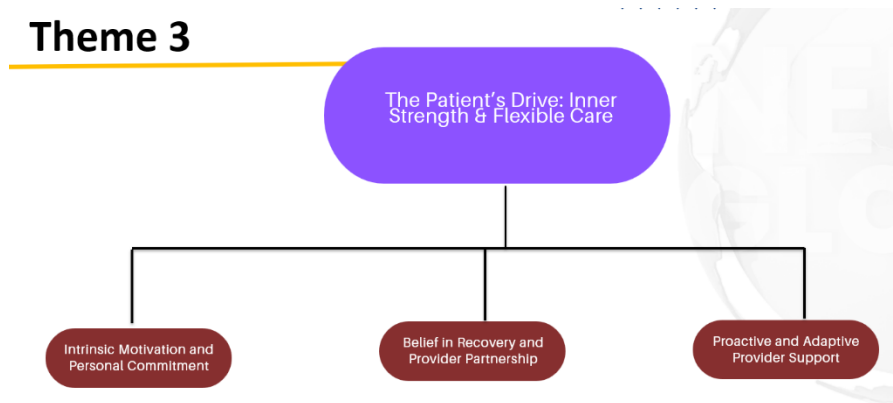 Theme 3
The Patient's Drive: Inner
Strength & Flexible Care
Intrinsic Motivation and
Personal Commitment
Belief in Recovery and
Provider Partnership
Proactive and Adaptive
Provider Support